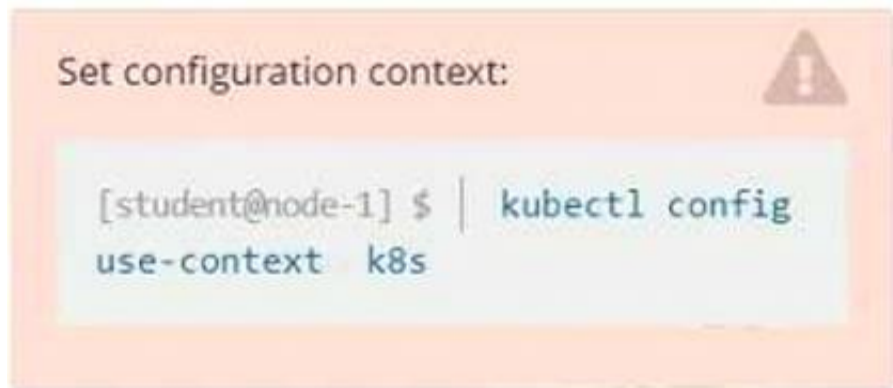 Set configuration context:
[student@node-1] $ | kubectl config
use-context k8s